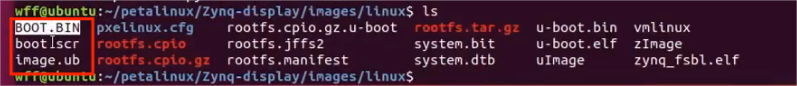 wff@ubuntu:~/petalinux/Zynq-display/images/linux$ ls
BOOT.BIN pxelinux.cfg rootfs.cpio.gz.u-boot rootfs.tar.gz u-boot.bin vmlinux
boot.scr rootfs.cpio rootfs.jffs2 system.bit u-boot.elf zImage
image.ub rootfs.cpio.gz rootfs.manifest system.dtb uImage zynq_fsbl.elf
wff@ubuntu:~/petalinux/Zynq-display/images/linux$